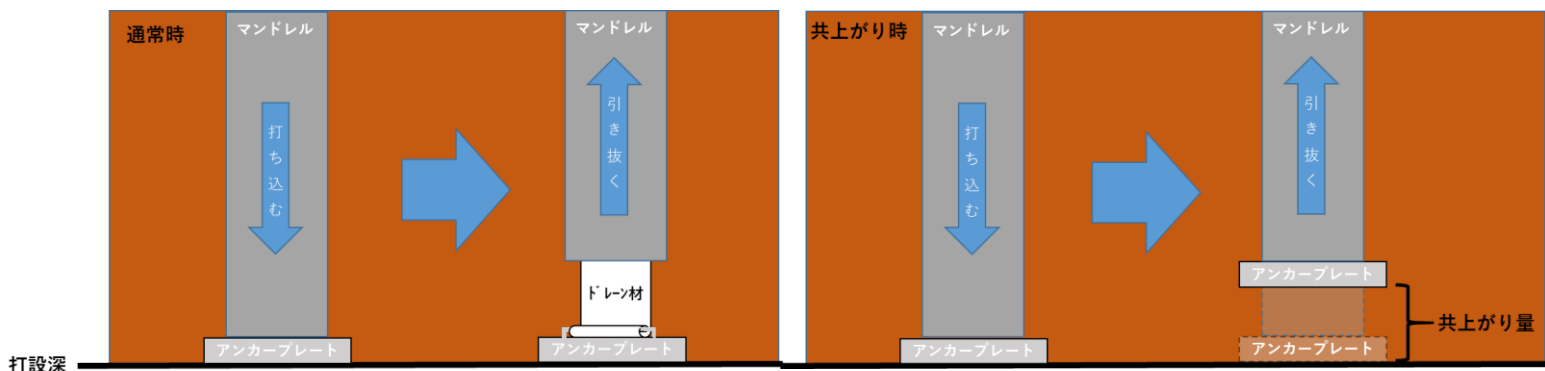 通常時
マンドレル
打ち込む
アンカープレート
マンドレル
引き抜く
ドレーン材
アンカープレート
共上がり時
マンドレル
打ち込む
アンカープレート
マンドレル
引き抜く
アンカープレート
アンカープレート
共上がり量
打設深